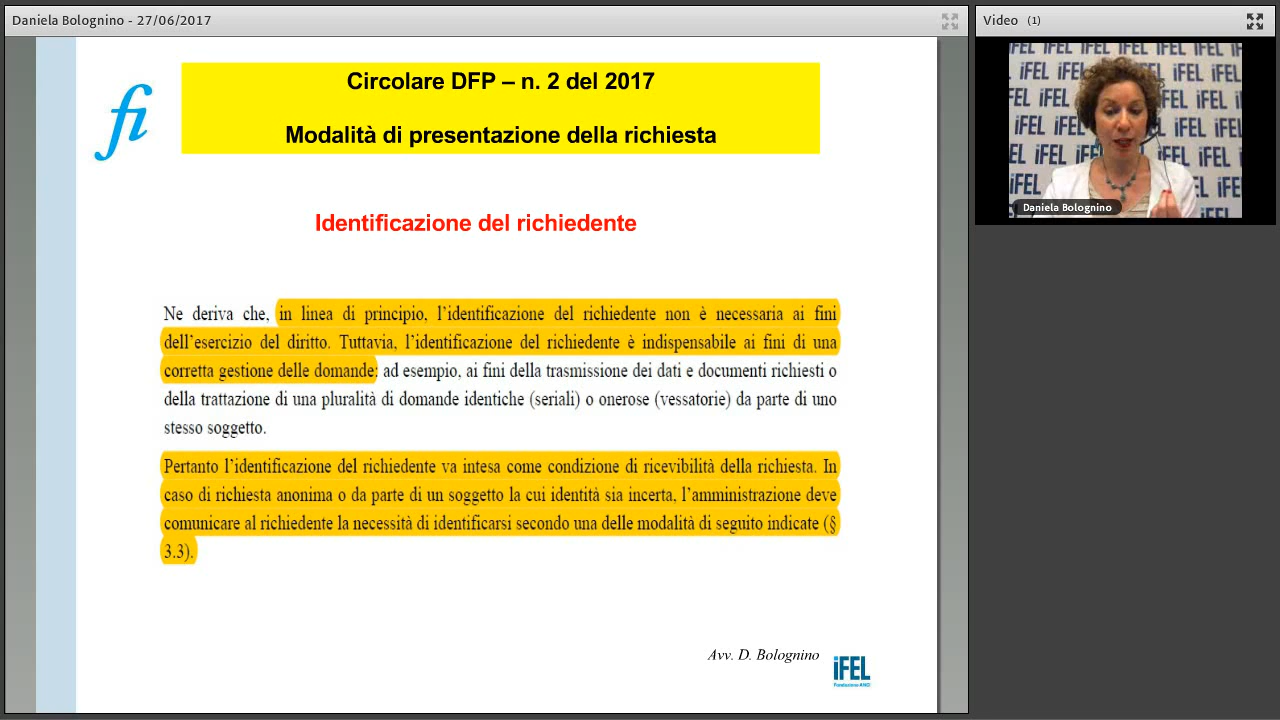 Daniela Bolognino - 27/06/2017
Video (1)
fi
Circolare DFP – n. 2 del 2017
Modalità di presentazione della richiesta
Identificazione del richiedente
Ne deriva che, in linea di principio, l'identificazione del richiedente non è necessaria ai fini
dell'esercizio del diritto. Tuttavia, l'identificazione del richiedente è indispensabile ai fini di una
corretta gestione delle domande: ad esempio, ai fini della trasmissione dei dati e documenti richiesti o
della trattazione di una pluralità di domande identiche (seriali) o onerose (vessatorie) da parte di uno
stesso soggetto.
Pertanto l'identificazione del richiedente va intesa come condizione di ricevibilità della richiesta. In
caso di richiesta anonima o da parte di un soggetto la cui identità sia incerta, l'amministrazione deve
comunicare al richiedente la necessità di identificarsi secondo una delle modalità di seguito indicate (§
3.3).
Avv. D. Bolognino
iFEL
Fondazione ANCI
iFEL
Daniela Bolognino